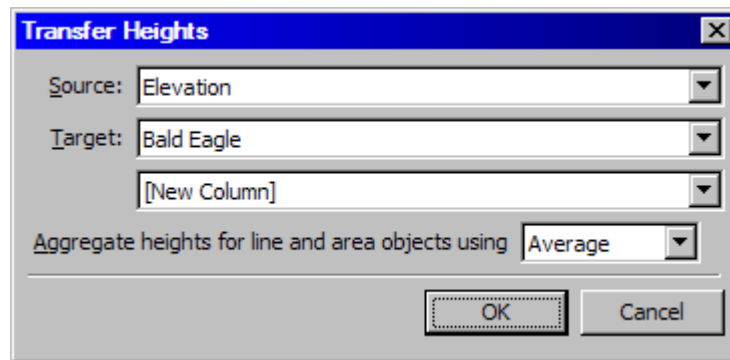 Transfer Heights
Source: Elevation
Target: Bald Eagle
[New Column]
Aggregate heights for line and area objects using Average
OK Cancel